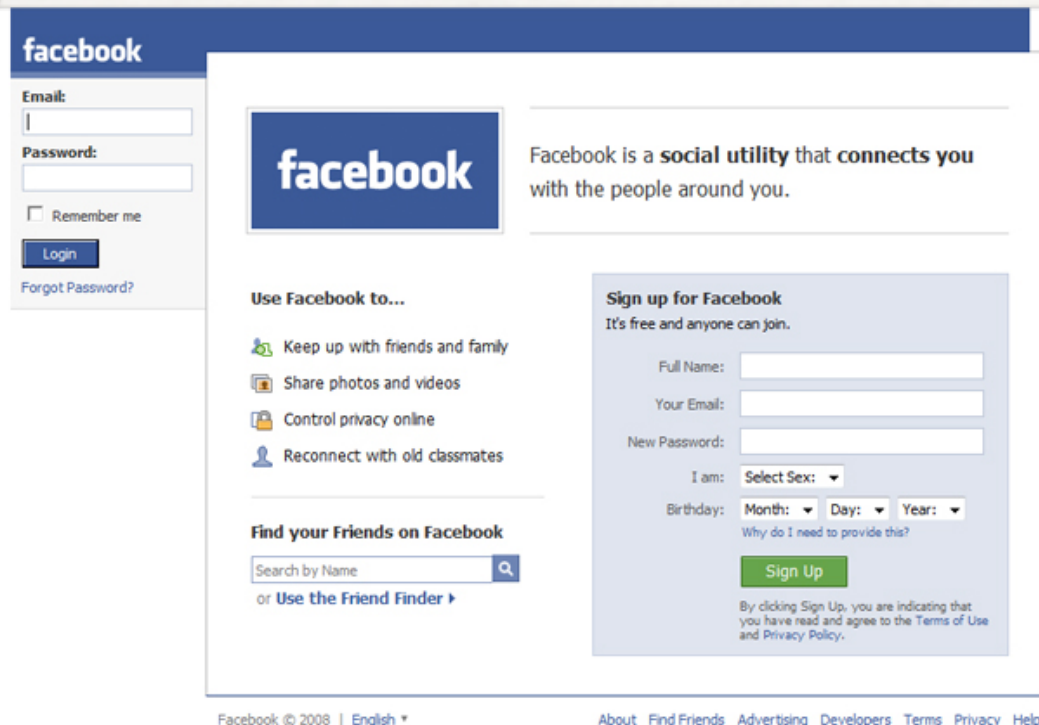 facebook
Email:
Password:
Remember me
Login
Forgot Password?
facebook
Facebook is a social utility that connects you
with the people around you.
Use Facebook to...
Keep up with friends and family
Share photos and videos
Control privacy online
Reconnect with old classmates
Find your Friends on Facebook
Search by Name
or Use the Friend Finder
Sign up for Facebook
It's free and anyone can join.
Full Name:
Your Email:
New Password:
I am: Select Sex:
Birthday: Month: Day: Year:
Why do I need to provide this?
Sign Up
By clicking Sign Up, you are indicating that
you have read and agree to the Terms of Use
and Privacy Policy.
Facebook © 2008 | English
About Find Friends Advertising Developers Terms Privacy Help